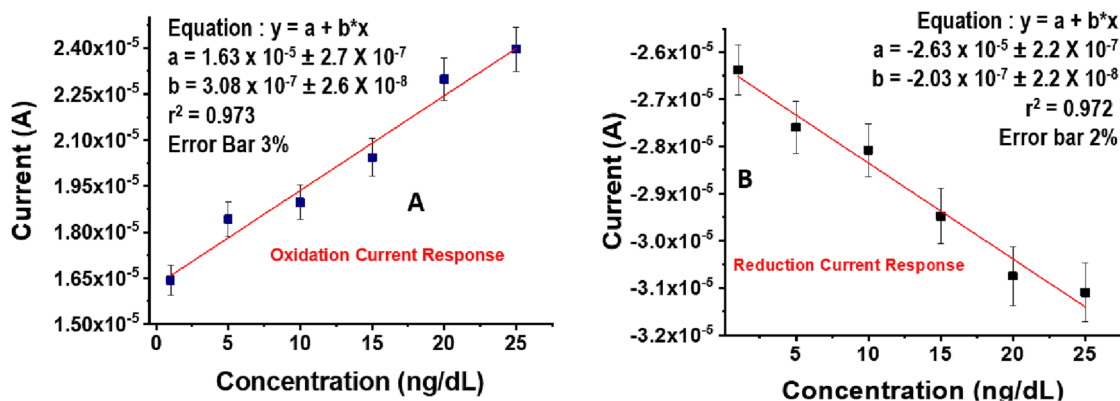 Equation : y = a + b*x
a = 1.63 x 10⁻⁵ ± 2.7 X 10⁻⁷
b = 3.08 x 10⁻⁷ ± 2.6 X 10⁻⁸
r² = 0.973
Error Bar 3%
A
Oxidation Current Response
Current (A)
2.40x10⁻⁵
2.25x10⁻⁵
2.10x10⁻⁵
1.95x10⁻⁵
1.80x10⁻⁵
1.65x10⁻⁵
1.50x10⁻⁵
0 5 10 15 20 25
Concentration (ng/dL)
Equation : y = a + b*x
a = -2.63 x 10⁻⁵ ± 2.2 X 10⁻⁷
b = -2.03 x 10⁻⁷ ± 2.2 X 10⁻⁸
r² = 0.972
Error bar 2%
B
Reduction Current Response
Current (A)
-2.6x10⁻⁵
-2.7x10⁻⁵
-2.8x10⁻⁵
-2.9x10⁻⁵
-3.0x10⁻⁵
-3.1x10⁻⁵
-3.2x10⁻⁵
5 10 15 20 25
Concentration (ng/dL)